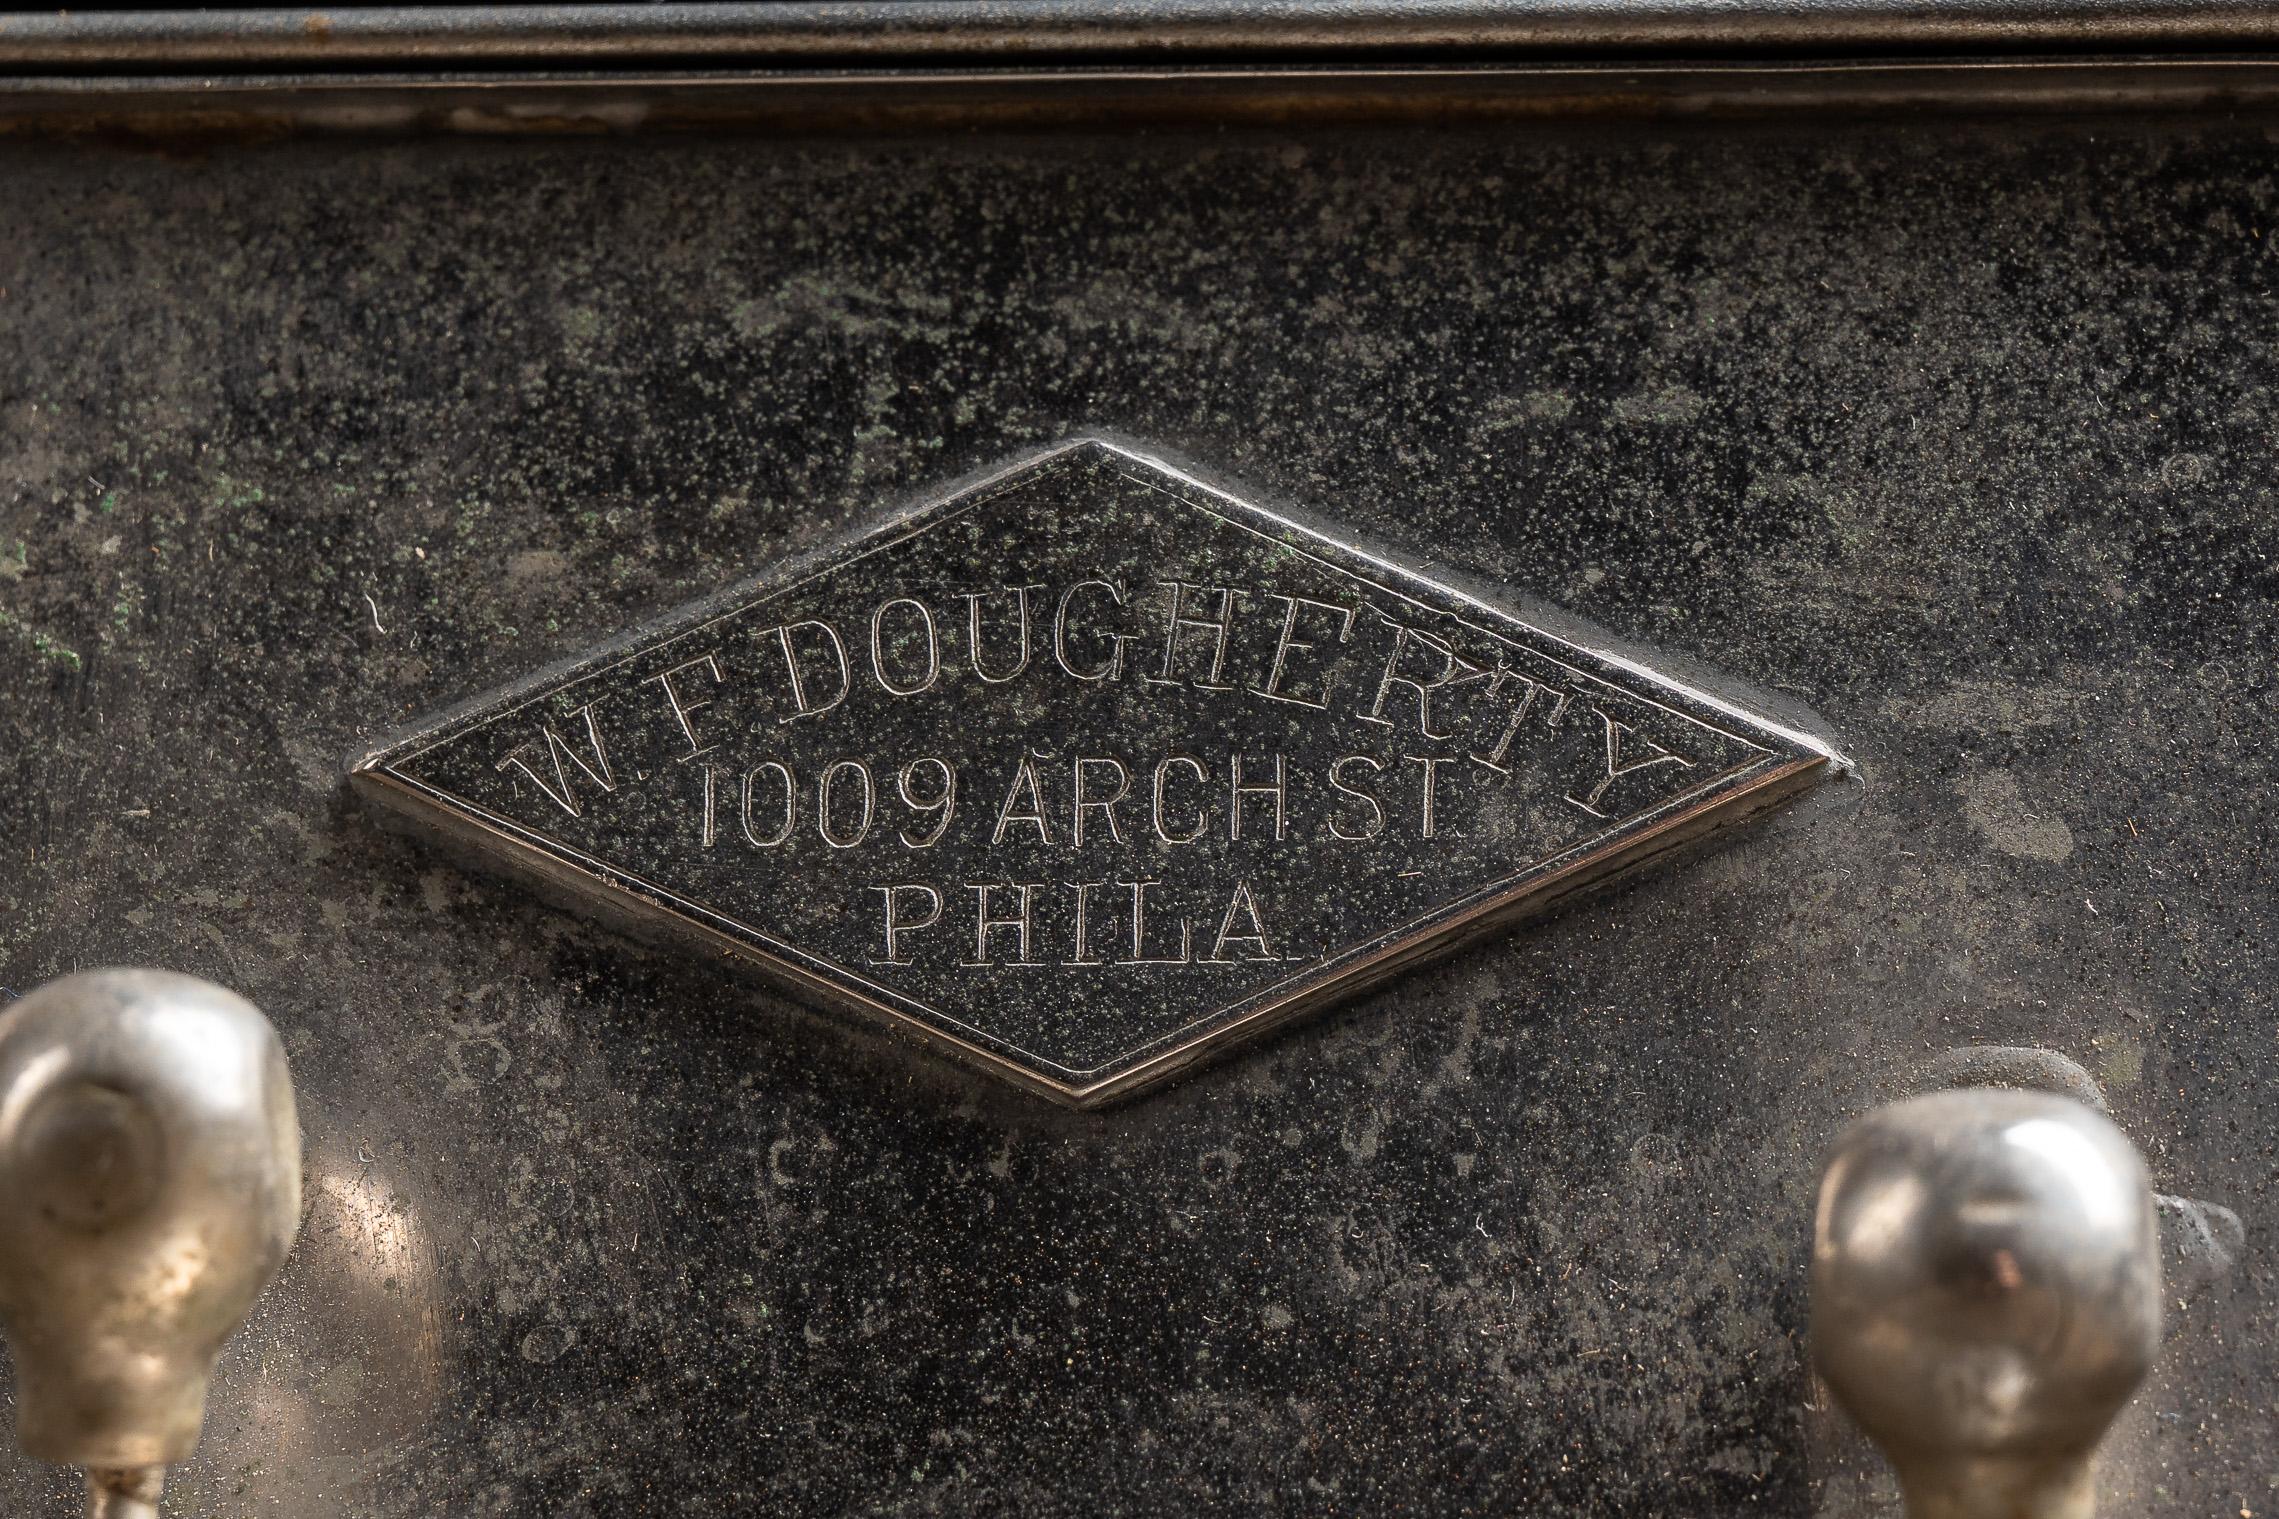 W. F. DOUGHERTY
1009 ARCH ST.
PHILA.